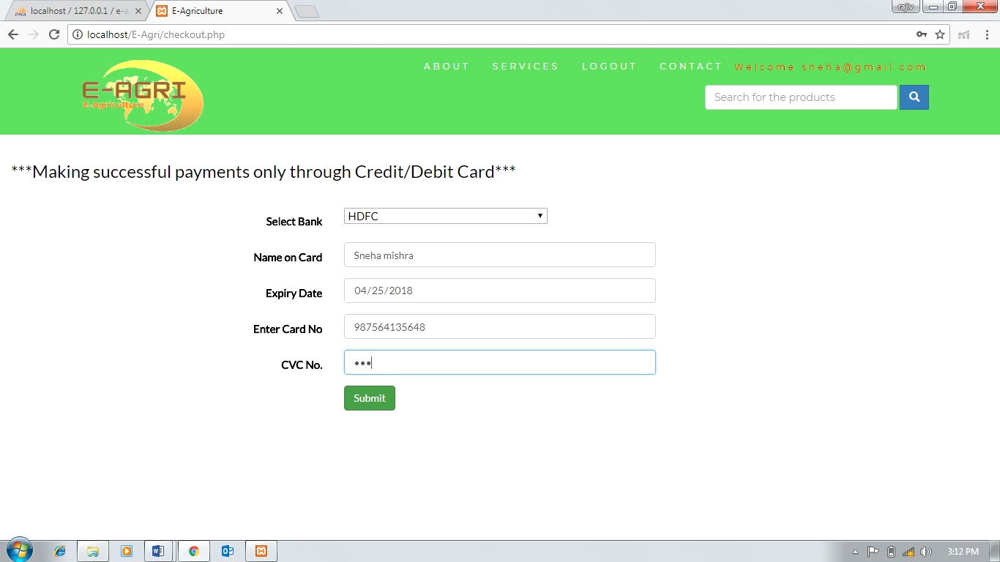 localhost / 127.0.0.1 / e-a
E-Agriculture
rajiv
localhost/E-Agri/checkout.php
PMA
E-AGRI
E-Agriculture
ABOUT SERVICES LOGOUT CONTACT Welcome sneha@gmail.com
Search for the products
***Making successful payments only through Credit/Debit Card***
Select Bank HDFC
Name on Card Sneha mishra
Expiry Date 04/25/2018
Enter Card No 987564135648
CVC No. •••
Submit
3:12 PM